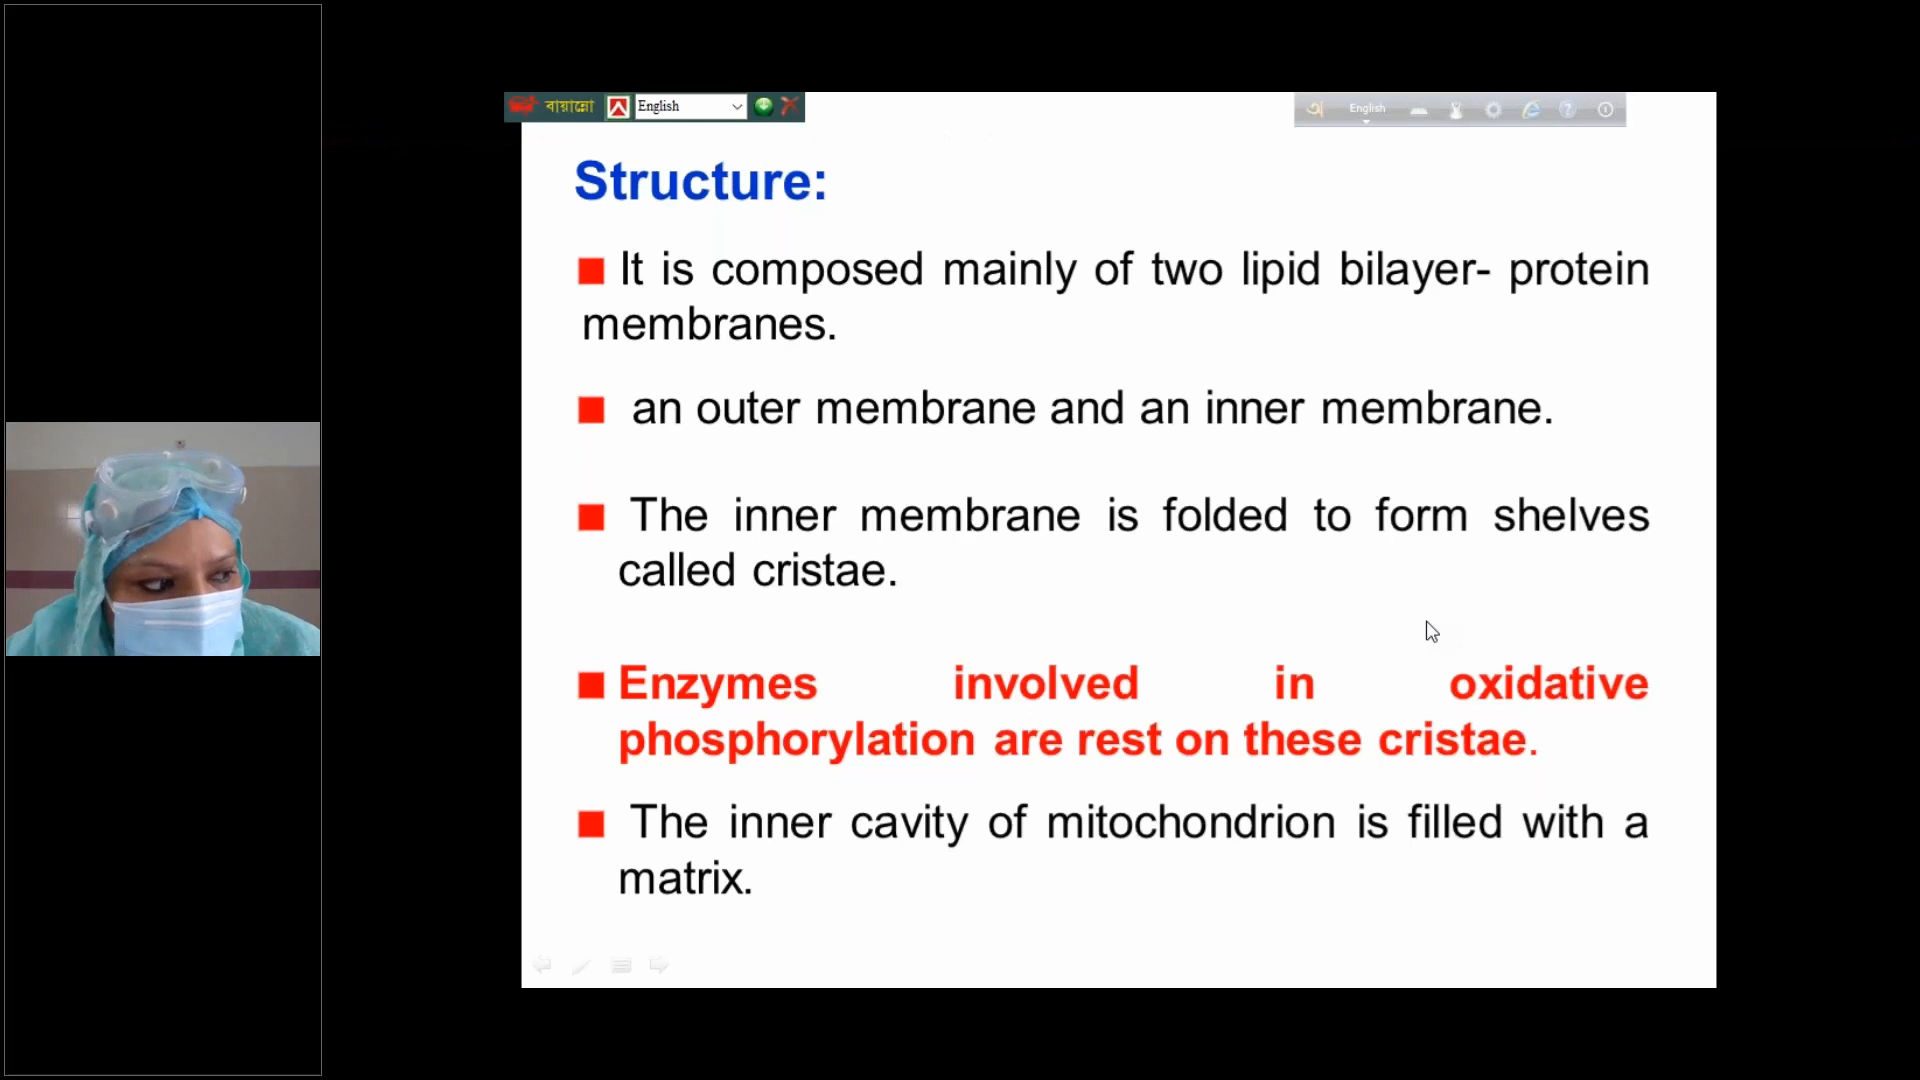 বায়ান্নো English
অ English
Structure:
It is composed mainly of two lipid bilayer- protein
membranes.
an outer membrane and an inner membrane.
The inner membrane is folded to form shelves
called cristae.
Enzymes involved in oxidative
phosphorylation are rest on these cristae.
The inner cavity of mitochondrion is filled with a
matrix.